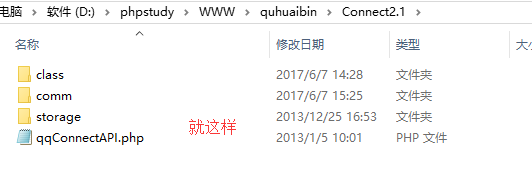 电脑 > 软件 (D:) > phpstudy > WWW > quhuaibin > Connect2.1 >
名称 修改日期 类型 大
class 2017/6/7 14:28 文件夹
comm 2017/6/7 15:25 文件夹
storage 2013/12/25 16:53 文件夹
就这样
qqConnectAPI.php 2013/1/5 10:01 PHP 文件